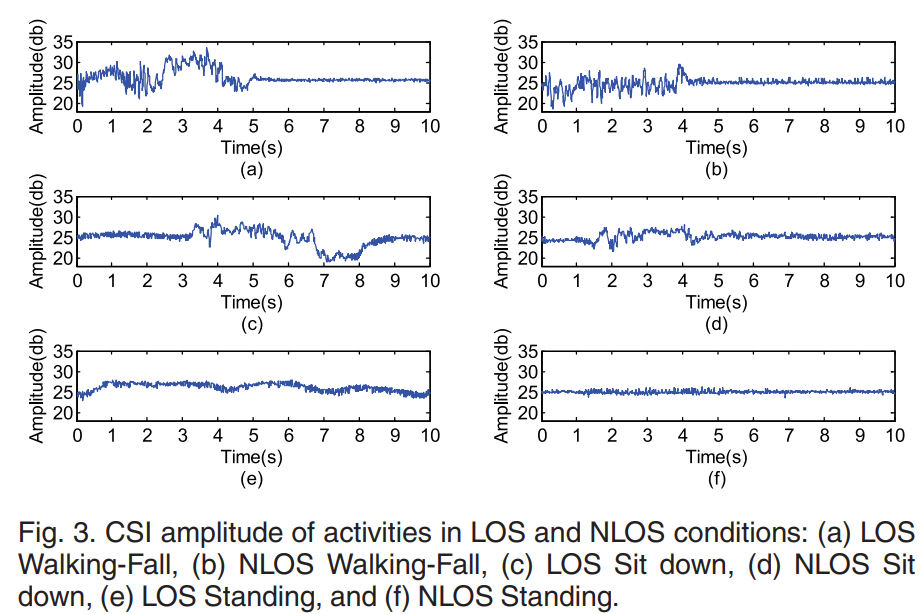 Amplitude(db)
35
30
25
20
0 1 2 3 4 5 6 7 8 9 10
Time(s)
(a)
Amplitude(db)
35
30
25
20
0 1 2 3 4 5 6 7 8 9 10
Time(s)
(b)
Amplitude(db)
35
30
25
20
0 1 2 3 4 5 6 7 8 9 10
Time(s)
(c)
Amplitude(db)
35
30
25
20
0 1 2 3 4 5 6 7 8 9 10
Time(s)
(d)
Amplitude(db)
35
30
25
20
0 1 2 3 4 5 6 7 8 9 10
Time(s)
(e)
Amplitude(db)
35
30
25
20
0 1 2 3 4 5 6 7 8 9 10
Time(s)
(f)
Fig. 3. CSI amplitude of activities in LOS and NLOS conditions: (a) LOS
Walking-Fall, (b) NLOS Walking-Fall, (c) LOS Sit down, (d) NLOS Sit
down, (e) LOS Standing, and (f) NLOS Standing.